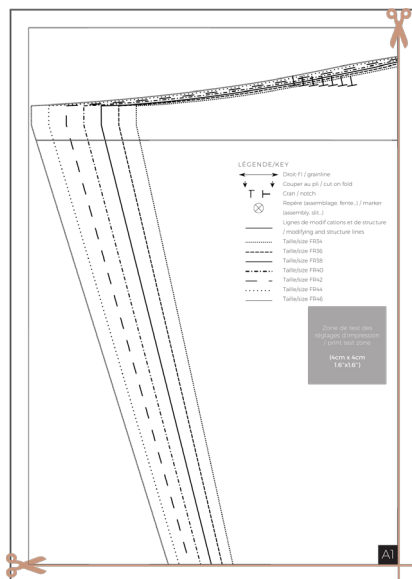 LÉGENDE/KEY
Droit-fil / grainline
Couper au pli / cut on fold
Cran / notch
Repère (assemblage, fente..) / marker
(assembly, slit..)
Lignes de modifications et de structure
/ modifying and structure lines
Taille/size FR34
Taille/size FR36
Taille/size FR38
Taille/size FR40
Taille/size FR42
Taille/size FR44
Taille/size FR46
Zone de test des
réglages d'impression
/ print test zone
(4cm x 4cm
1.6"x1.6")
A1